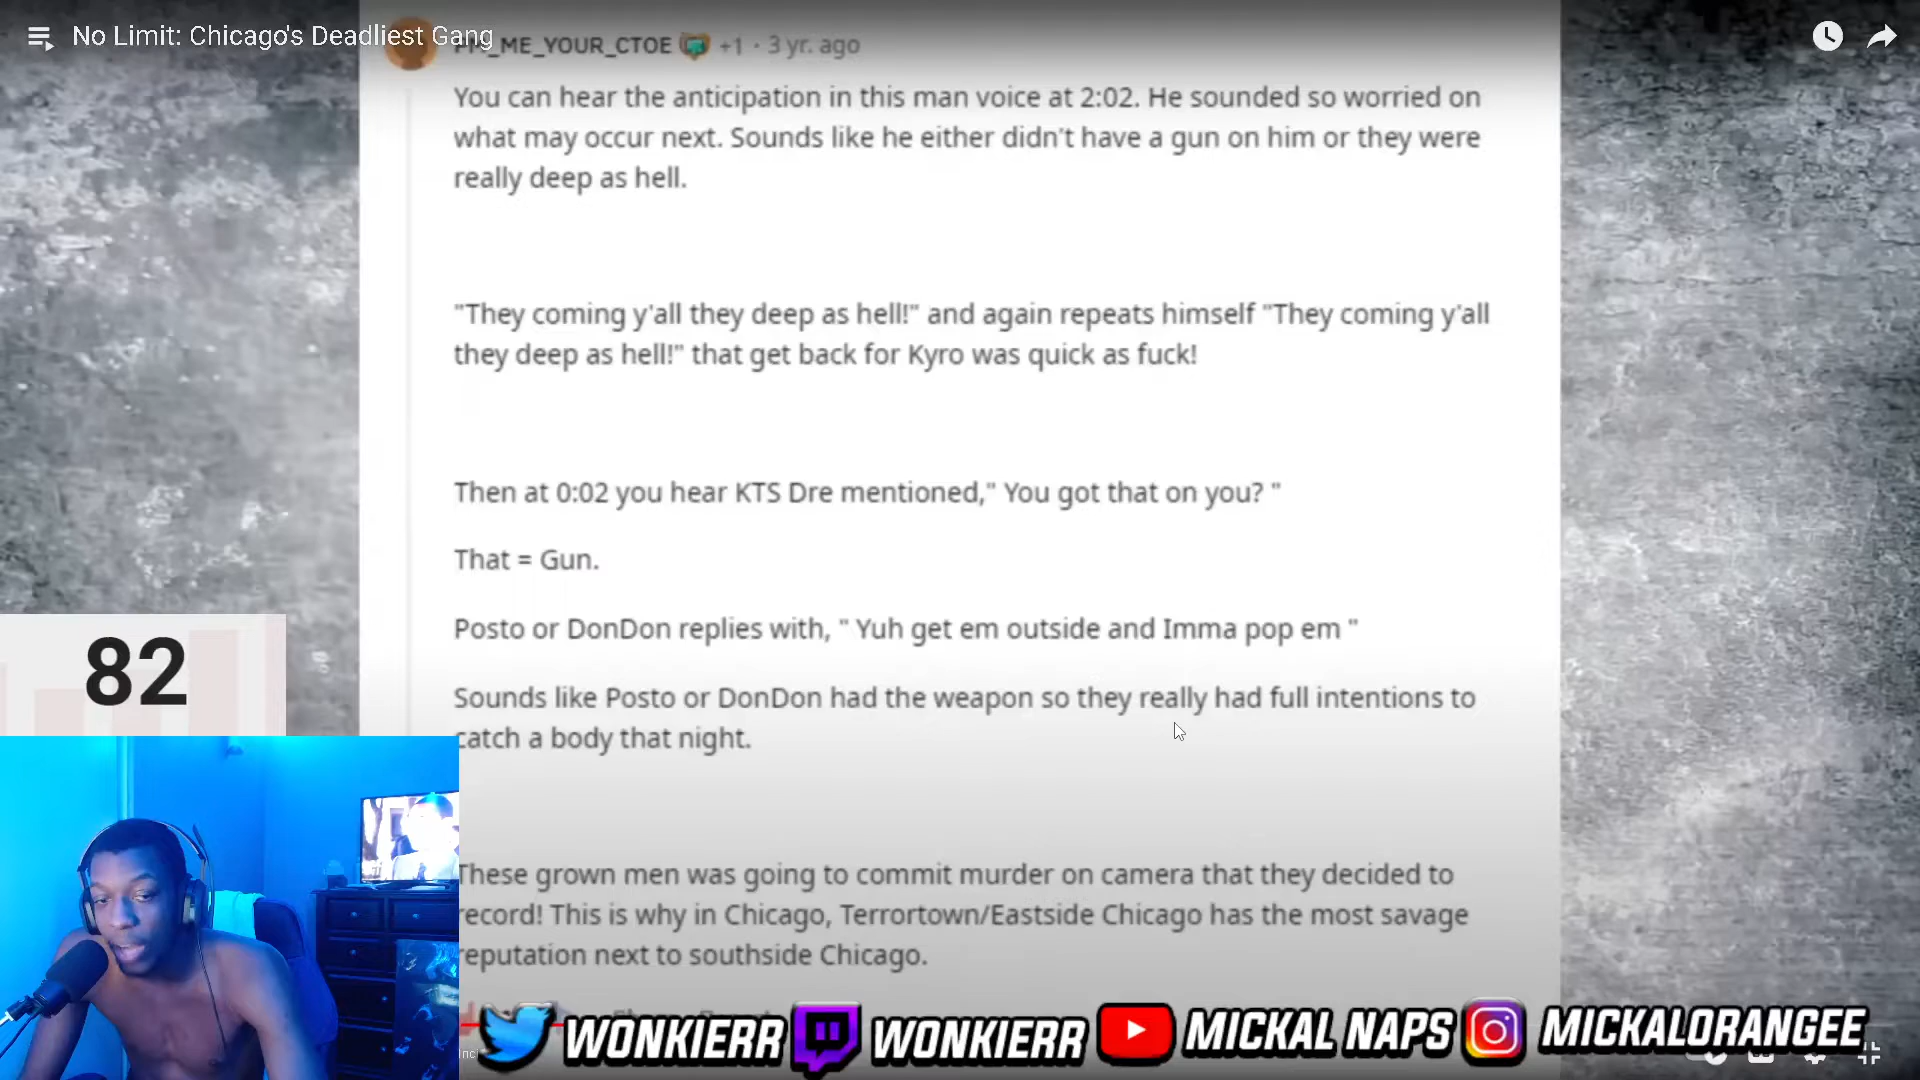 No Limit: Chicago's Deadliest Gang
_ME_YOUR_CTOE +1 · 3 yr. ago
You can hear the anticipation in this man voice at 2:02. He sounded so worried on
what may occur next. Sounds like he either didn't have a gun on him or they were
really deep as hell.
"They coming y'all they deep as hell!" and again repeats himself "They coming y'all
they deep as hell!" that get back for Kyro was quick as fuck!
Then at 0:02 you hear KTS Dre mentioned," You got that on you? "
That = Gun.
Posto or DonDon replies with, " Yuh get em outside and Imma pop em "
Sounds like Posto or DonDon had the weapon so they really had full intentions to
catch a body that night.
82
These grown men was going to commit murder on camera that they decided to
record! This is why in Chicago, Terrortown/Eastside Chicago has the most savage
reputation next to southside Chicago.
WONKIERR WONKIERR MICKAL NAPS MICKALORANGEE